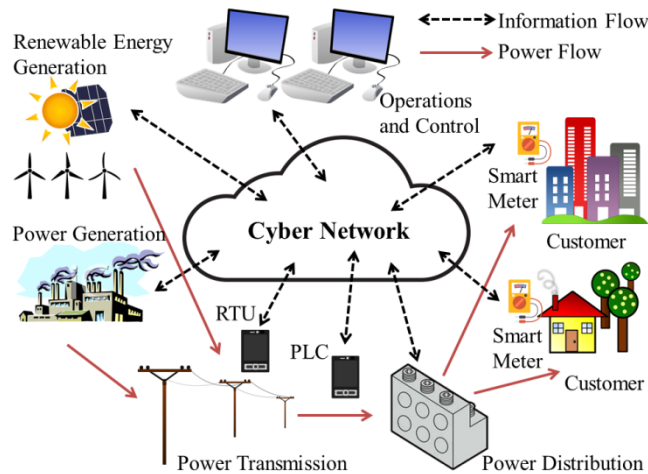 Renewable Energy
Generation
Information Flow
Power Flow
Operations
and Control
Smart
Meter
Customer
Cyber Network
Power Generation
RTU
PLC
Smart
Meter
Customer
Power Transmission
Power Distribution